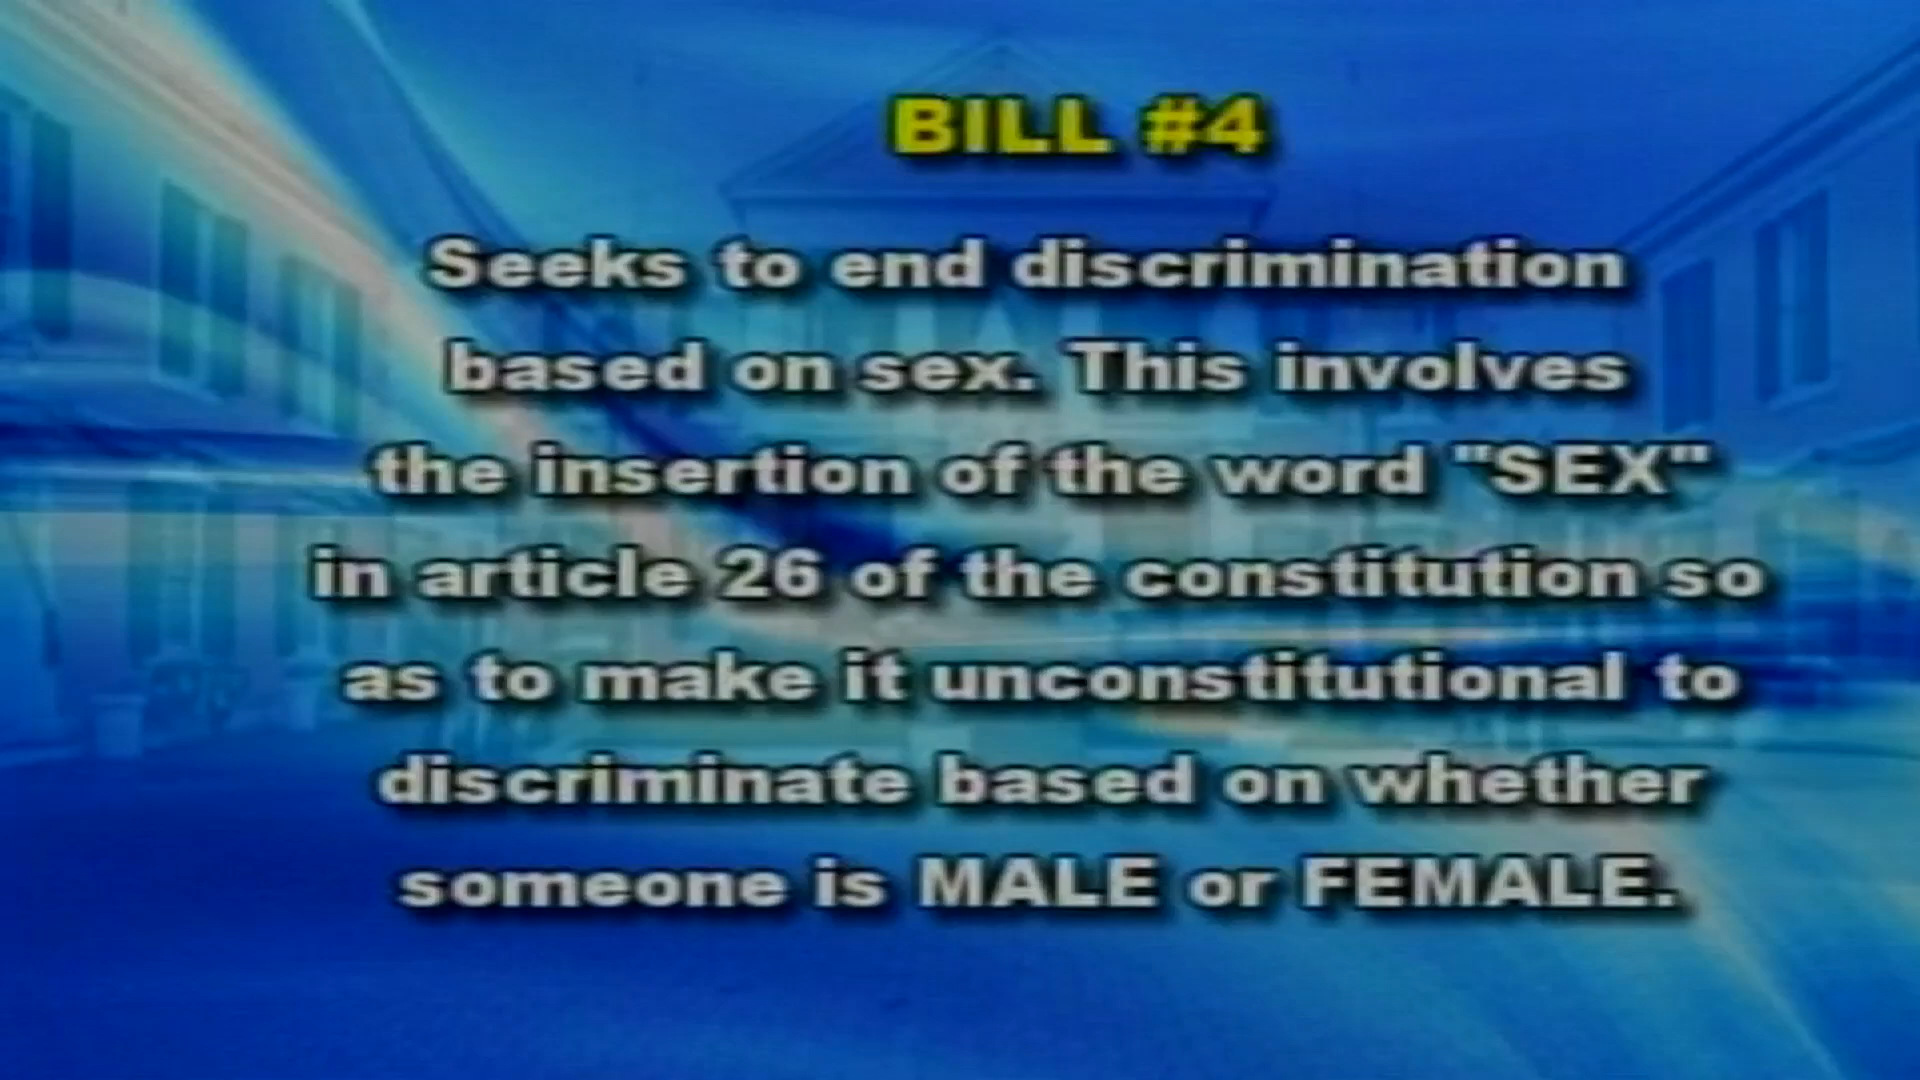 BILL #4
Seeks to end discrimination
based on sex. This involves
the insertion of the word "SEX"
in article 26 of the constitution so
as to make it unconstitutional to
discriminate based on whether
someone is MALE or FEMALE.